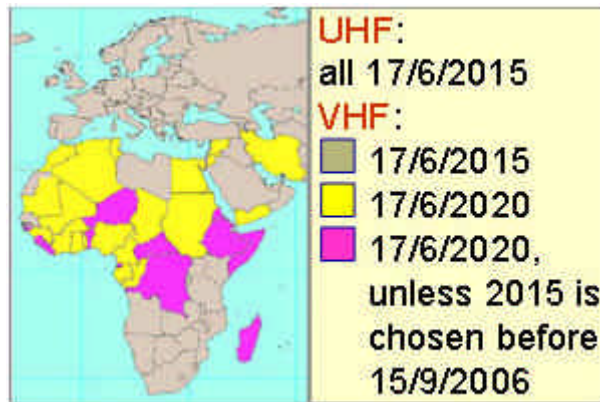 UHF:
all 17/6/2015
VHF:
17/6/2015
17/6/2020
17/6/2020,
unless 2015 is
chosen before
15/9/2006